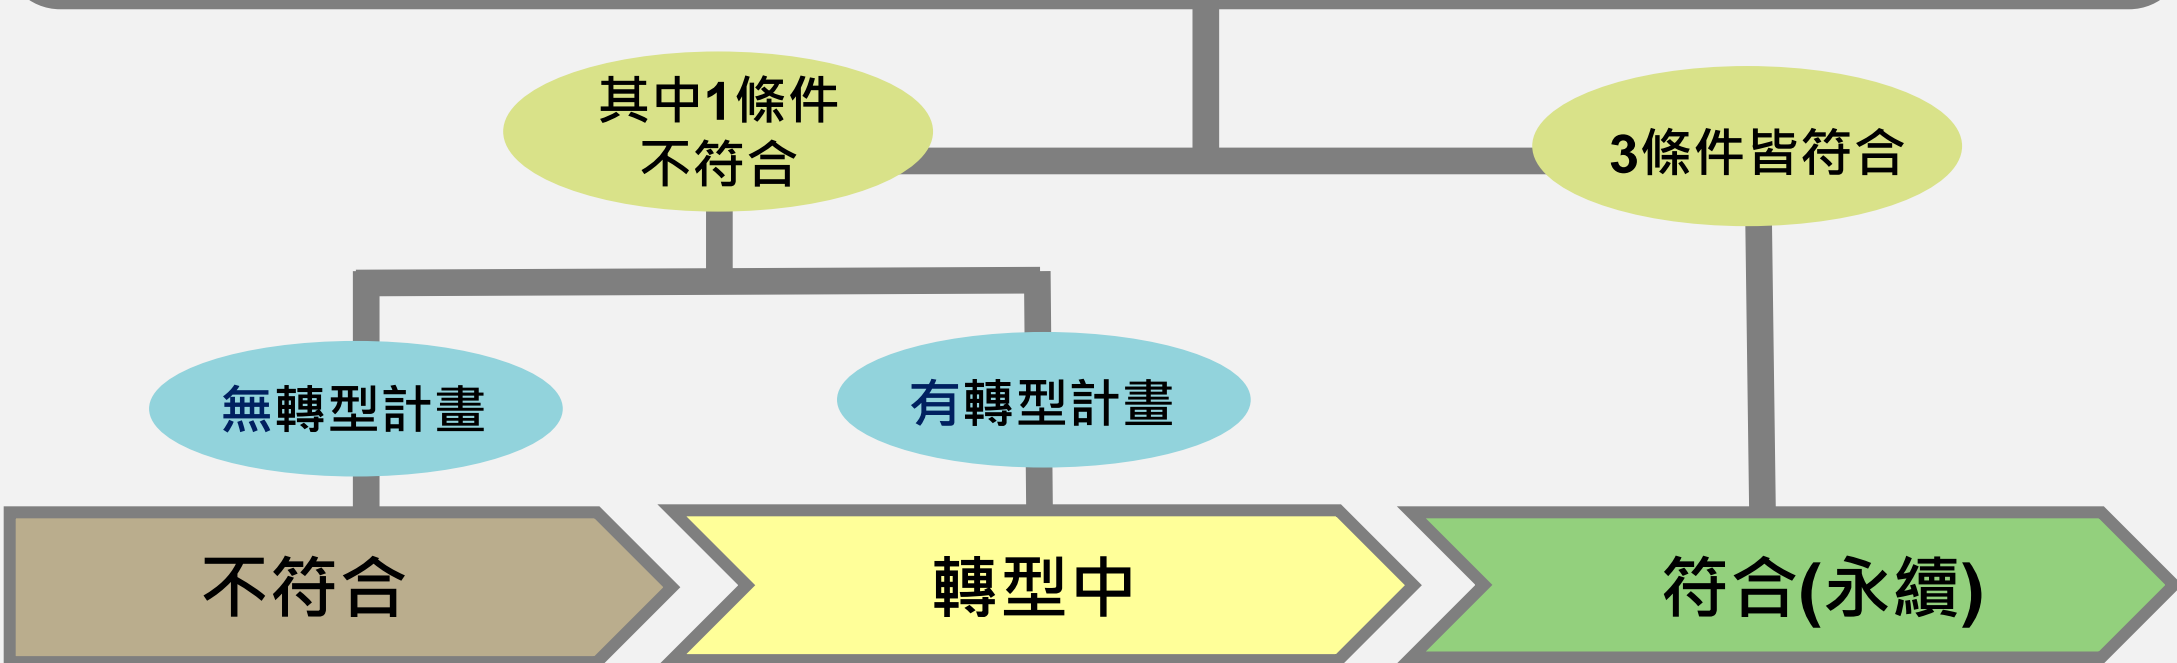 其中1條件
不符合
3條件皆符合
無轉型計畫
有轉型計畫
不符合
轉型中
符合(永續)